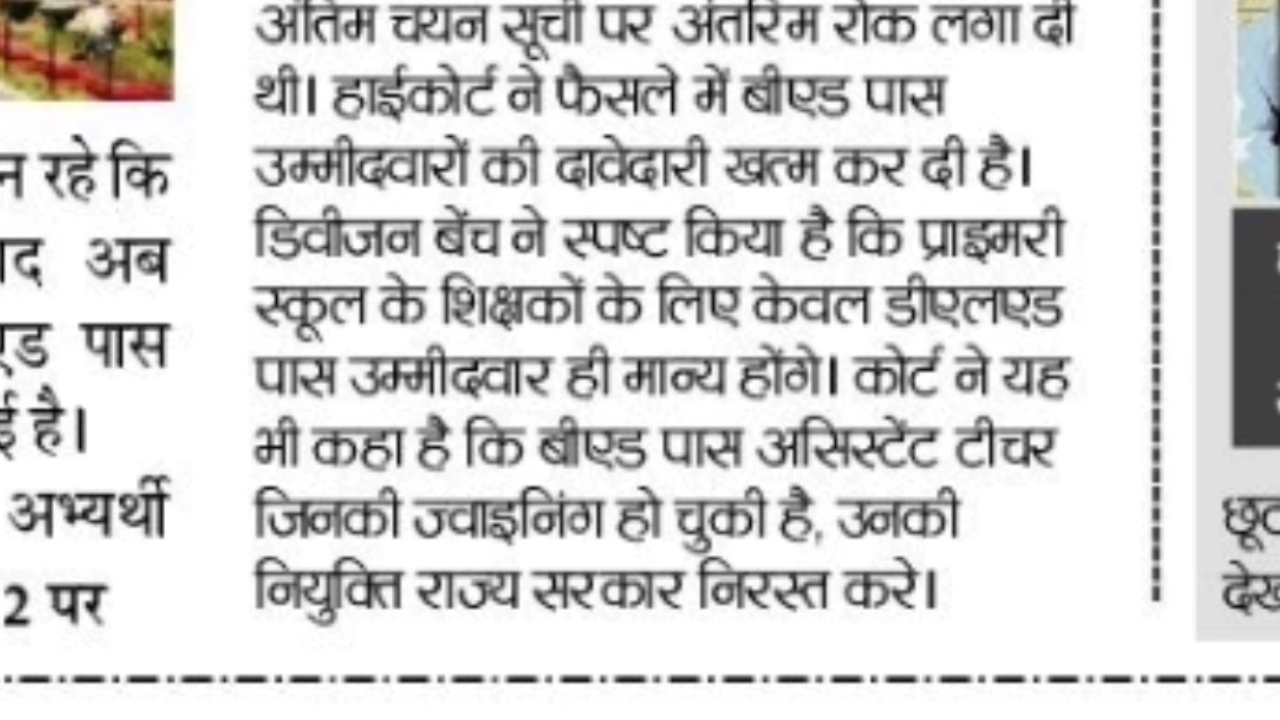 न रहे कि
ाद अब
एड पास
ई है।
अभ्यर्थी
2 पर
अंतिम चयन सूची पर अंतरिम रोक लगा दी
थी। हाईकोर्ट ने फैसले में बीएड पास
उम्मीदवारों की दावेदारी खत्म कर दी है।
डिवीजन बेंच ने स्पष्ट किया है कि प्राइमरी
स्कूल के शिक्षकों के लिए केवल डीएलएड
पास उम्मीदवार ही मान्य होंगे। कोर्ट ने यह
भी कहा है कि बीएड पास असिस्टेंट टीचर
जिनकी ज्वाइनिंग हो चुकी है, उनकी
नियुक्ति राज्य सरकार निरस्त करे।